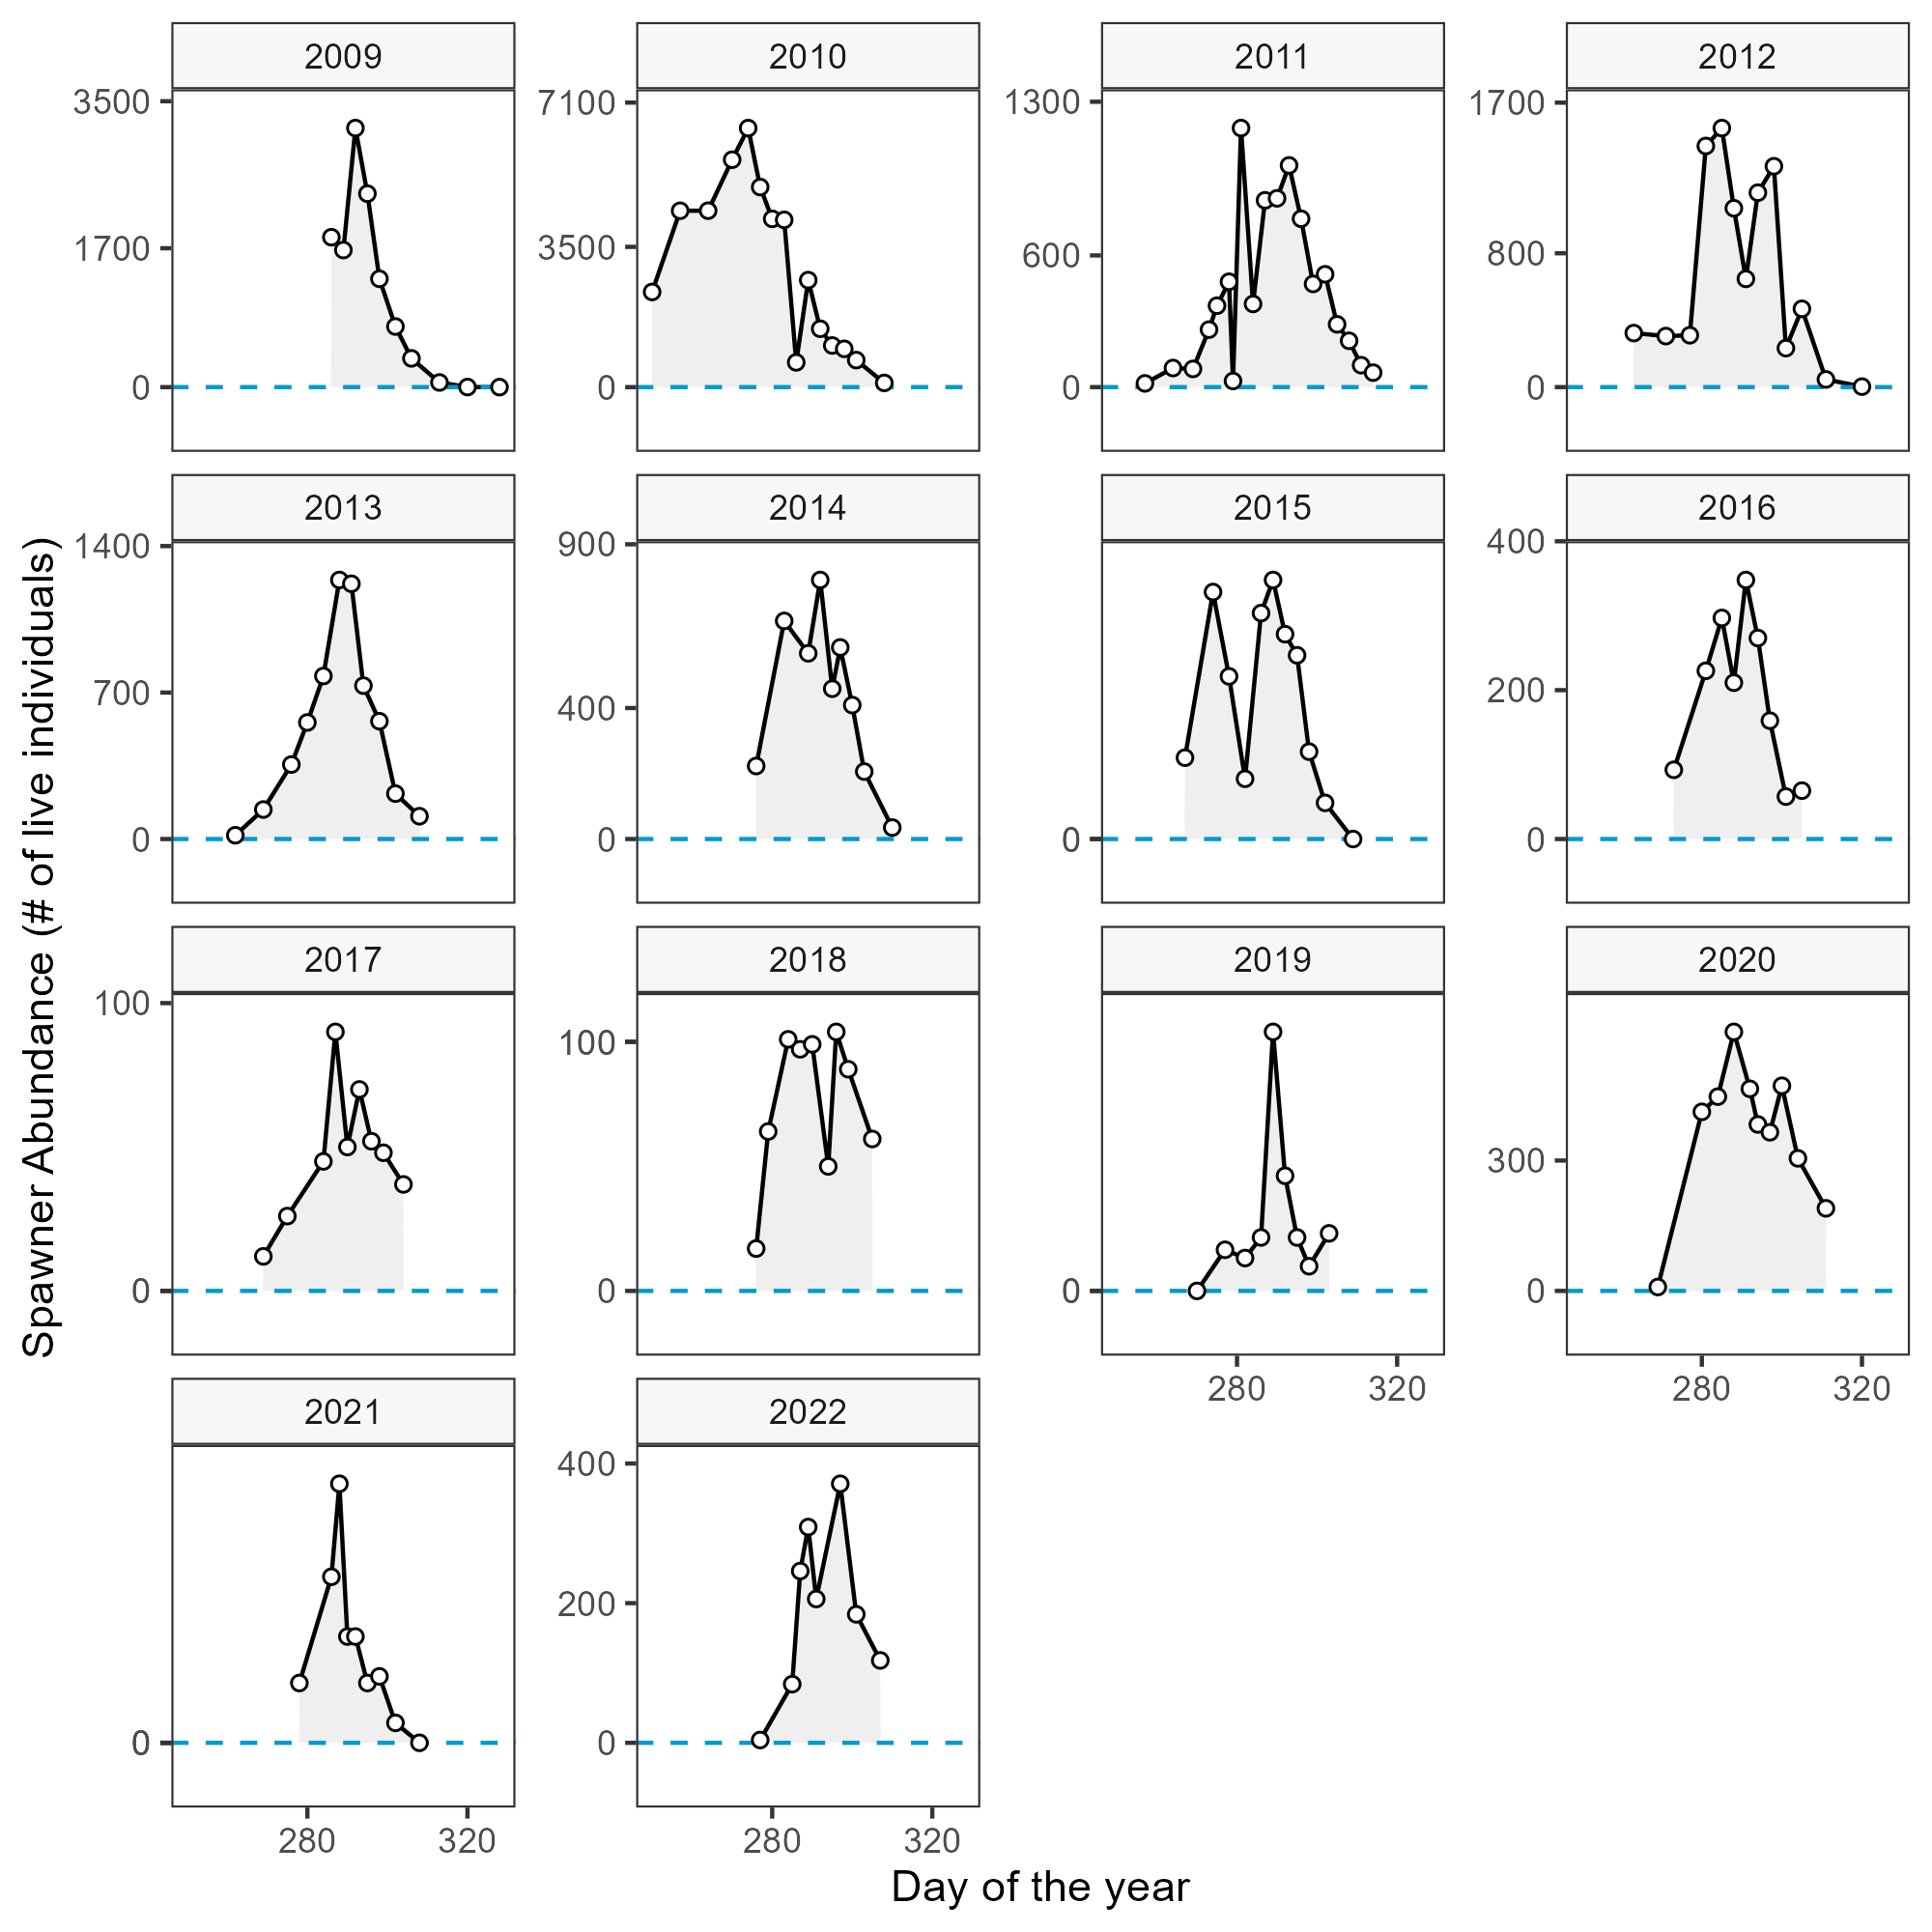 2009 2010 2011 2012
3500 7100 1300 1700
1700 3500 600 800
0 0 0 0
2013 2014 2015 2016
1400 900 400
700 400 200
0 0 0 0
2017 2018 2019 2020
100 100 300
0 0 0 0
280 320 280 320
2021 2022
400
200
0 0
280 320 280 320
Spawner Abundance (# of live individuals)
Day of the year